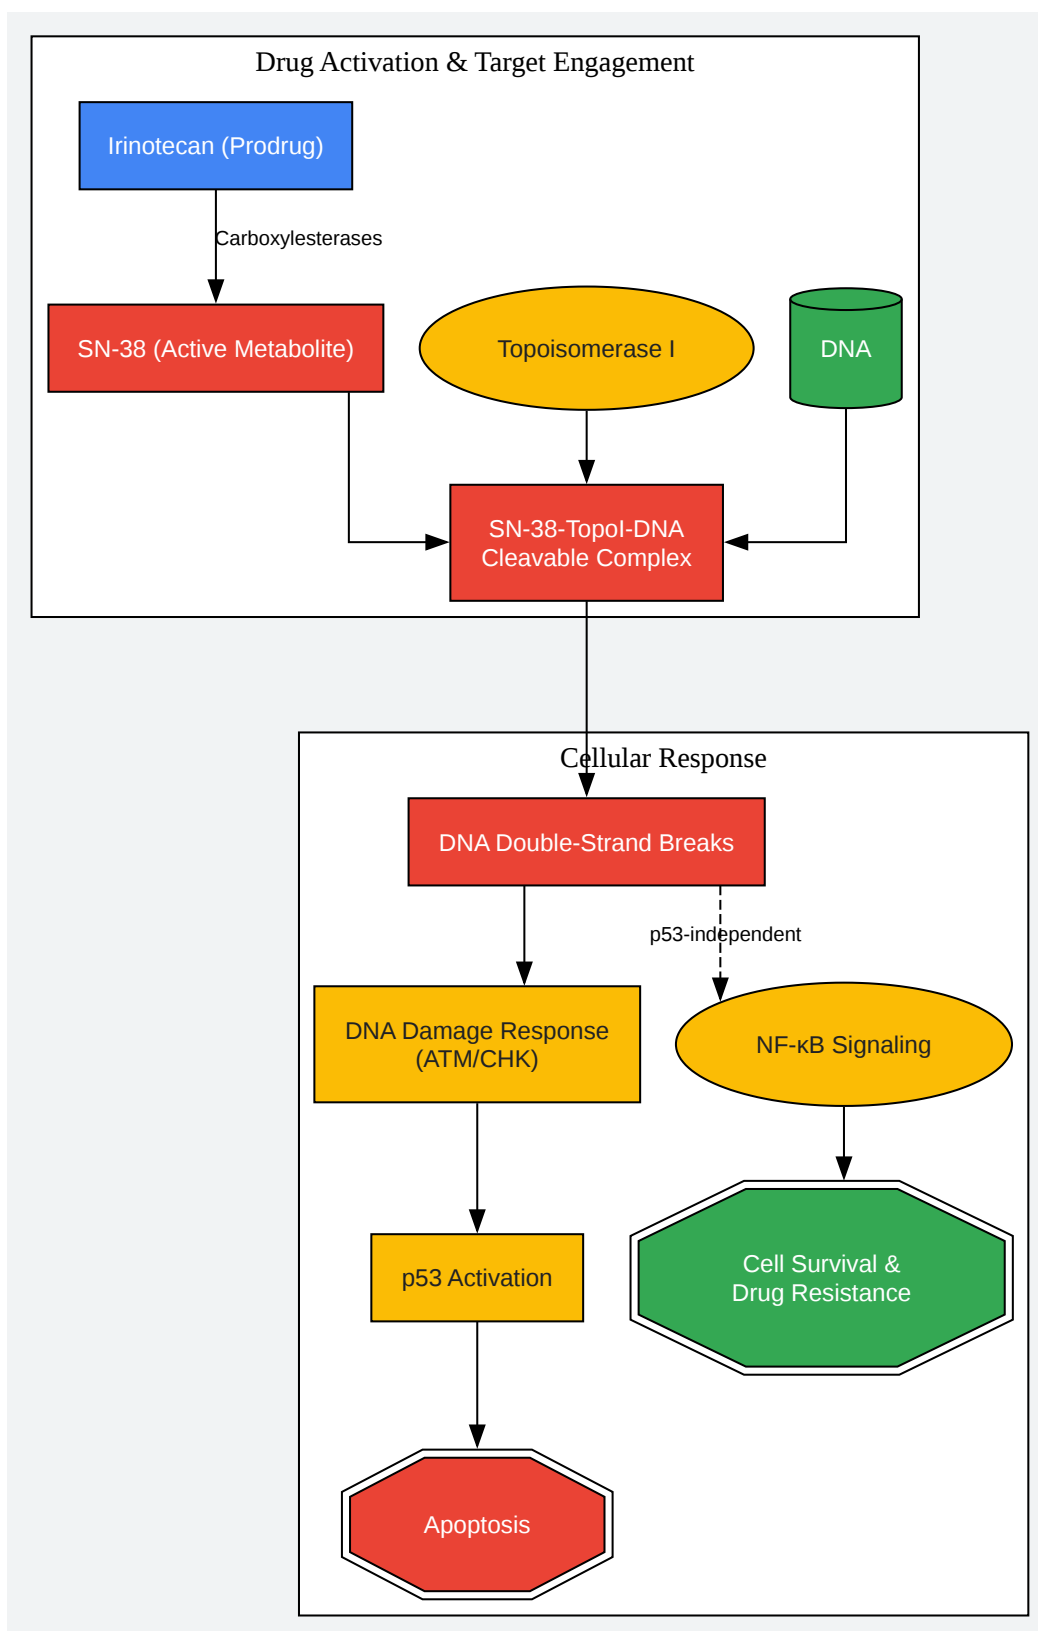 Drug Activation & Target Engagement
Irinotecan (Prodrug)
Carboxylesterases
SN-38 (Active Metabolite)
Topoisomerase I
DNA
SN-38-TopoI-DNA
Cleavable Complex
Cellular Response
DNA Double-Strand Breaks
p53-independent
DNA Damage Response
(ATM/CHK)
NF-κB Signaling
p53 Activation
Cell Survival &
Drug Resistance
Apoptosis